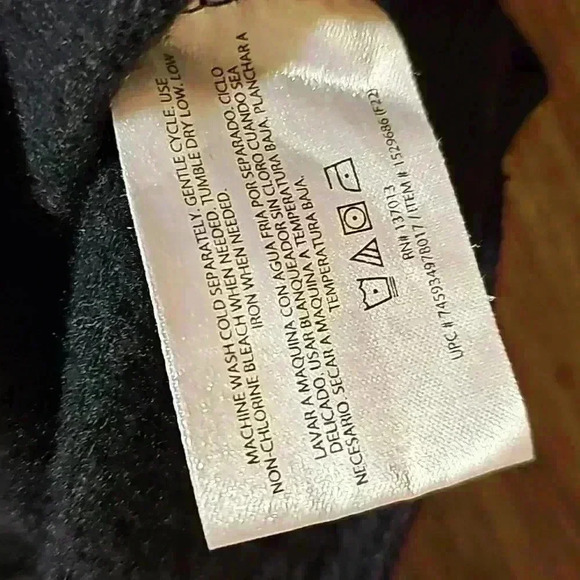 MACHINE WASH COLD SEPARATELY, GENTLE CYCLE. USE
NON-CHLORINE BLEACH WHEN NEEDED. TUMBLE DRY LOW. LOW
IRON WHEN NEEDED.
LAVAR A MAQUINA CON AGUA FRIA POR SEPARADO, CICLO
DELICADO. USAR BLANQUEADOR SIN CLORO CUANDO SEA
NECESARIO. SECAR A MAQUINA A TEMPERATURA BAJA. PLANCHAR A
TEMPERATURA BAJA.
RN# 137013
UPC # 745934978017 / ITEM # 1529686 (F22)